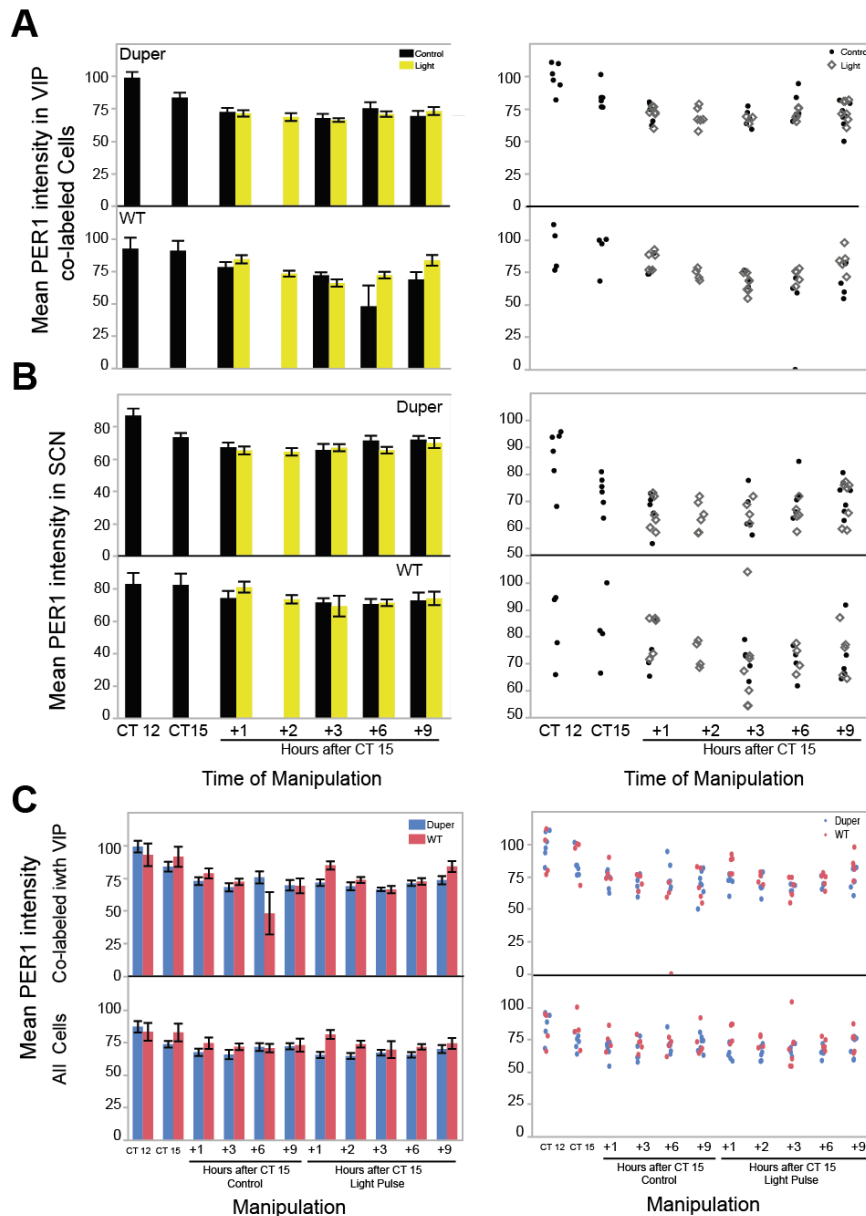 A
Duper
Control
Light
100
75
50
25
0
WT
100
75
50
25
0
Mean PER1 intensity in VIP
co-labeled Cells
Control
Light
100
75
50
25
0
100
75
50
25
0
B
Duper
80
60
40
20
0
WT
80
60
40
20
0
Mean PER1 intensity in SCN
CT 12 CT15 +1 +2 +3 +6 +9
Hours after CT 15
Time of Manipulation
100
90
80
70
60
50
100
90
80
70
60
50
CT 12 CT15 +1 +2 +3 +6 +9
Hours after CT 15
Time of Manipulation
C
Duper
WT
100
75
50
25
0
100
75
50
25
0
Mean PER1 intensity
Co-labeled iwth VIP
All Cells
CT 12 CT 15 +1 +3 +6 +9 +1 +2 +3 +6 +9
Hours after CT 15 Hours after CT 15
Control Light Pulse
Manipulation
Duper
WT
100
75
50
25
0
100
75
50
25
0
CT 12 CT 15 +1 +3 +6 +9 +1 +2 +3 +6 +9
Hours after CT 15 Hours after CT 15
Control Light Pulse
Manipulation